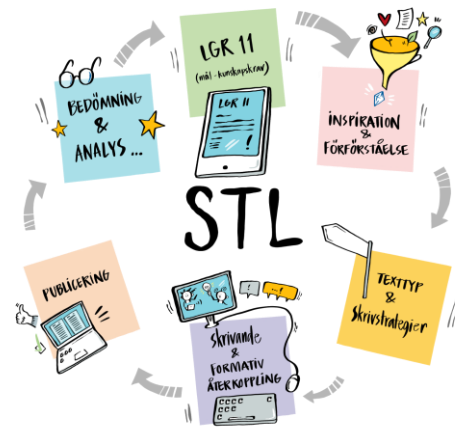 LGR 11
(mål - kunskapskrav)
LGR 11
INSPIRATION
&
FÖRFÖRSTÅELSE
TEXTTYP
&
Skrivstrategier
Skrivande
&
FORMATIV
ÅTERKOPPLING
PUBLICERING
BEDÖMNING
&
ANALYS...
STL